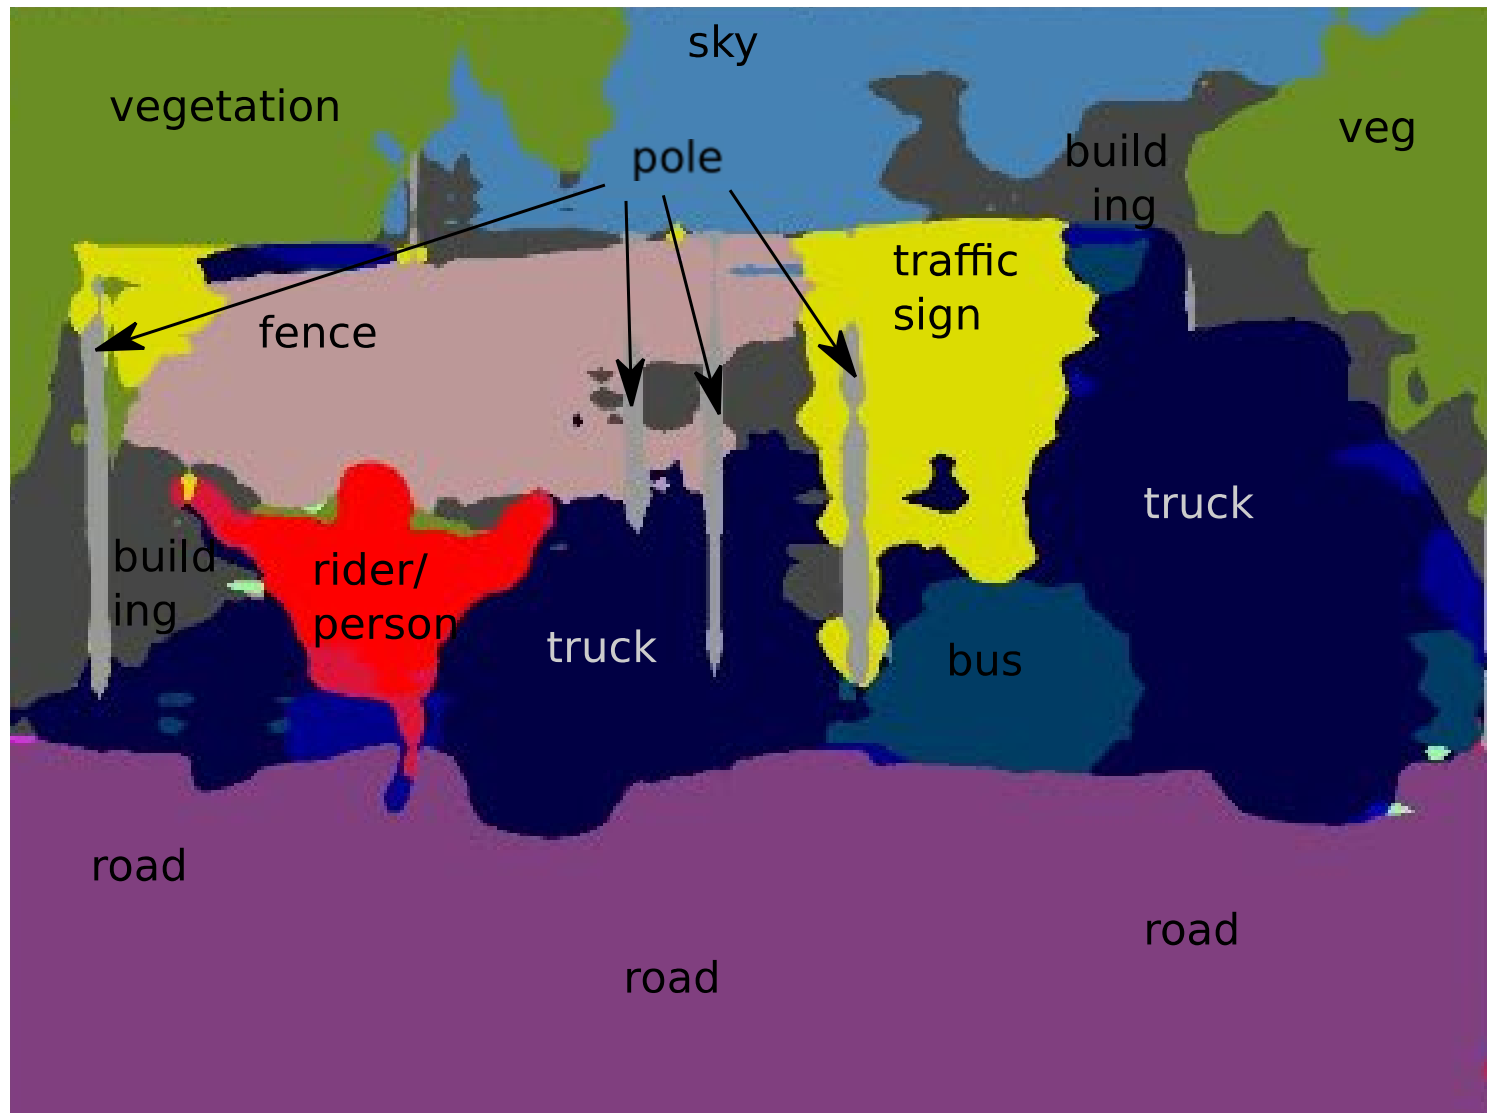 sky
vegetation
veg
pole
build
ing
traffic
sign
fence
truck
build
ing
rider/
person
truck
bus
road
road
road